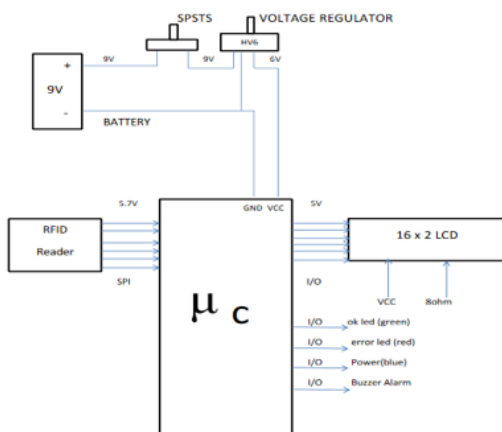 SPSTS
VOLTAGE REGULATOR
HV6
9V
9V
6V
+
9V
-
BATTERY
GND VCC
5.7V
5V
RFID
Reader
SPI
μ C
16 x 2 LCD
I/O
VCC
8ohm
I/O
ok led (green)
I/O
error led (red)
I/O
Power(blue)
I/O
Buzzer Alarm